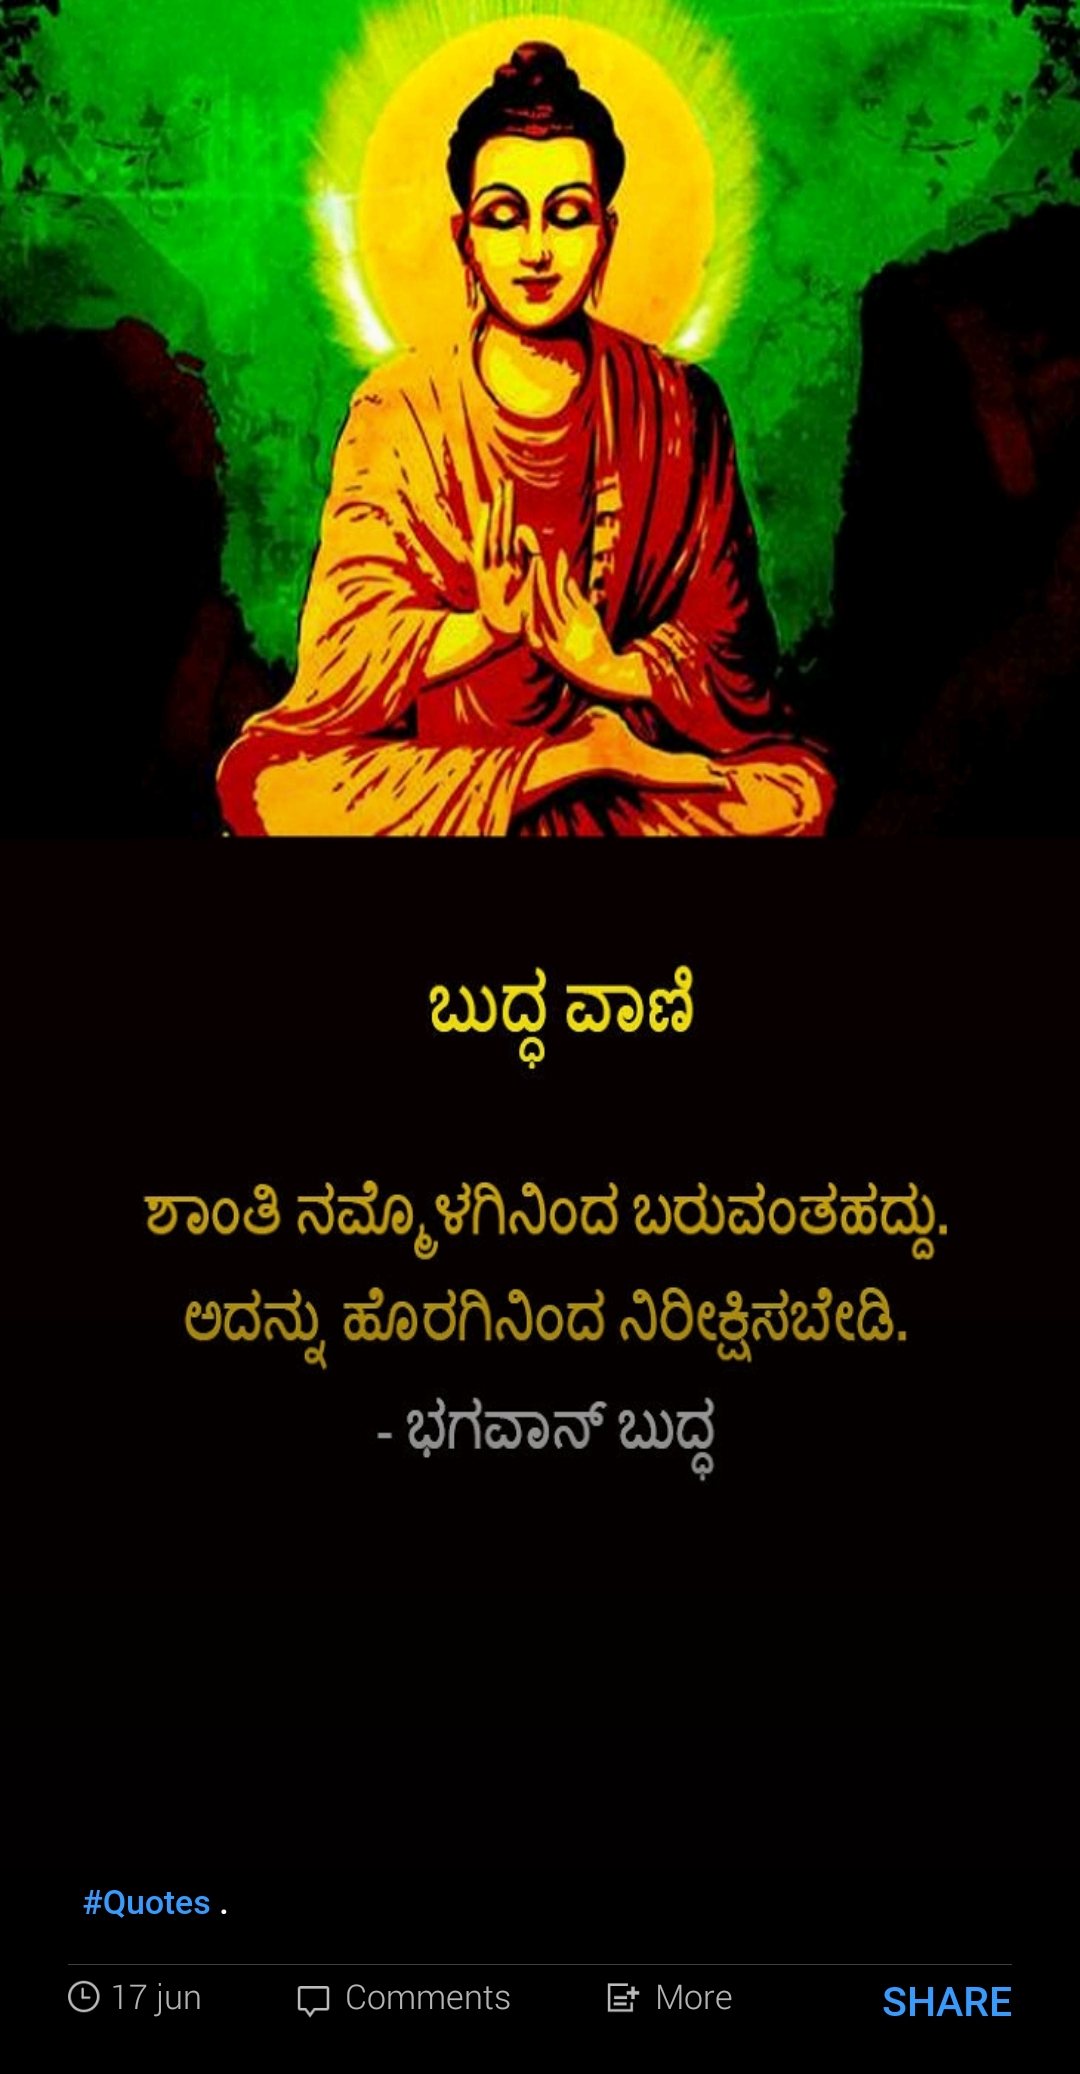 ಬುದ್ಧ ವಾಣಿ
ಶಾಂತಿ ನಮ್ಮೊಳಗಿನಿಂದ ಬರುವಂತಹದ್ದು.
ಅದನ್ನು ಹೊರಗಿನಿಂದ ನಿರೀಕ್ಷಿಸಬೇಡಿ.
- ಭಗವಾನ್ ಬುದ್ಧ
#Quotes .
17 jun Comments More SHARE